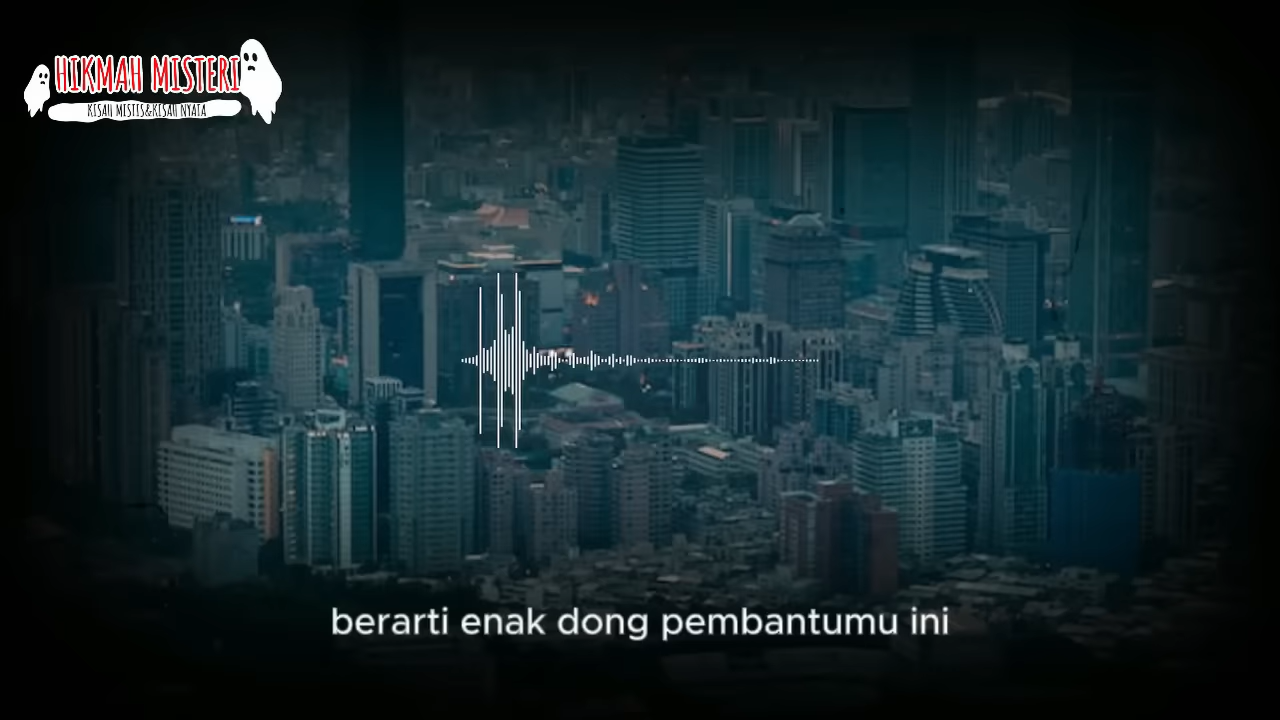 HIKMAH MISTERI
KISAH MISTIS&KISAH NYATA
berarti enak dong pembantumu ini